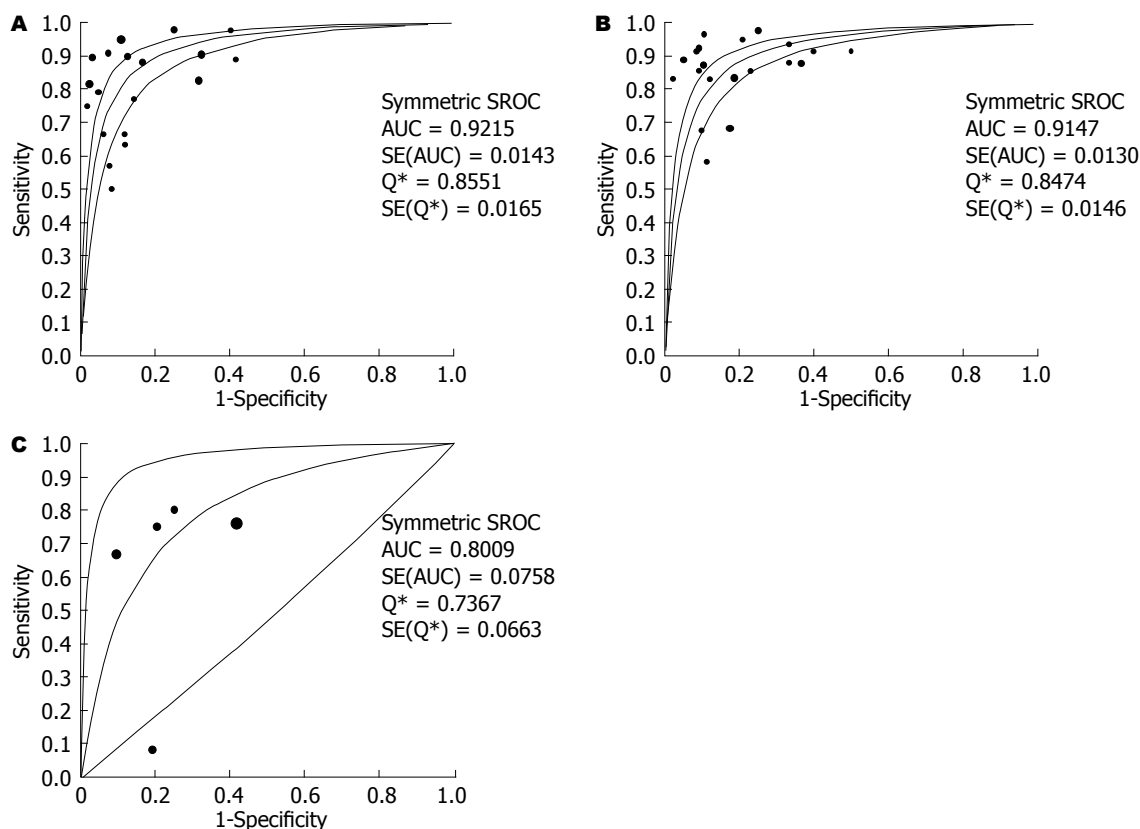 A
1.0
0.9
0.8
0.7
0.6
0.5
0.4
0.3
0.2
0.1
0.0
Sensitivity
0 0.2 0.4 0.6 0.8 1.0
1-Specificity
Symmetric SROC
AUC = 0.9215
SE(AUC) = 0.0143
Q* = 0.8551
SE(Q*) = 0.0165
B
1.0
0.9
0.8
0.7
0.6
0.5
0.4
0.3
0.2
0.1
0.0
Sensitivity
0 0.2 0.4 0.6 0.8 1.0
1-Specificity
Symmetric SROC
AUC = 0.9147
SE(AUC) = 0.0130
Q* = 0.8474
SE(Q*) = 0.0146
C
1.0
0.9
0.8
0.7
0.6
0.5
0.4
0.3
0.2
0.1
0.0
Sensitivity
0 0.2 0.4 0.6 0.8 1.0
1-Specificity
Symmetric SROC
AUC = 0.8009
SE(AUC) = 0.0758
Q* = 0.7367
SE(Q*) = 0.0663